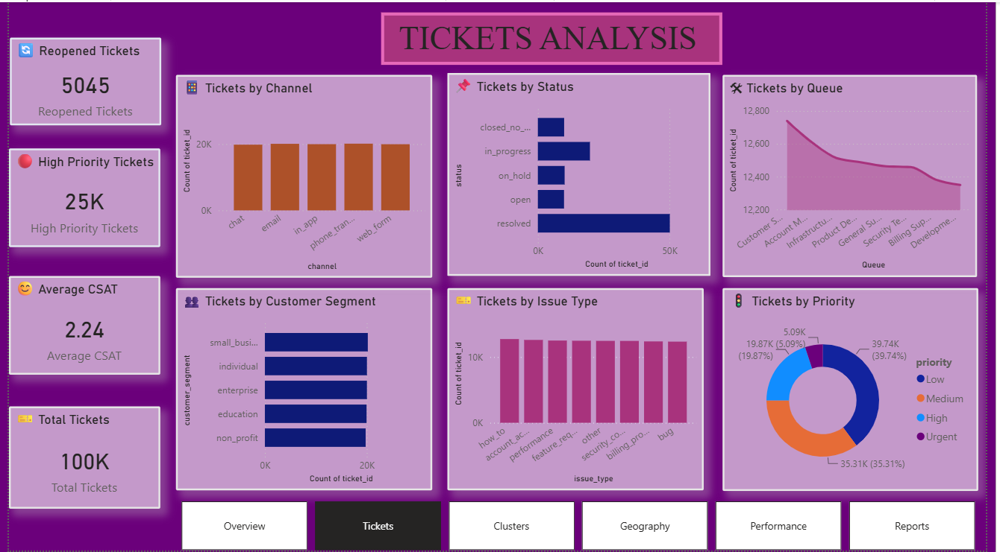 TICKETS ANALYSIS
Reopened Tickets
5045
Reopened Tickets
High Priority Tickets
25K
High Priority Tickets
Average CSAT
2.24
Average CSAT
Total Tickets
100K
Total Tickets
Tickets by Channel
Count of ticket_id
20K
0K
chat
email
in_app
phone_tran...
web_form
channel
Tickets by Status
status
closed_no_...
in_progress
on_hold
open
resolved
0K
50K
Count of ticket_id
Tickets by Queue
Count of ticket_id
12,800
12,600
12,400
12,200
Customer S...
Account M...
Infrastructu...
Product De...
General Su...
Security Te...
Billing Sup...
Developme...
Queue
Tickets by Customer Segment
customer_segment
small_busi...
individual
enterprise
education
non_profit
0K
20K
Count of ticket_id
Tickets by Issue Type
Count of ticket_id
10K
0K
how_to
account_ac...
performance
feature_req...
other
security_co...
billing_pro...
bug
issue_type
Tickets by Priority
5.09K
(5.09%)
19.87K
(19.87%)
39.74K
(39.74%)
35.31K (35.31%)
priority
Low
Medium
High
Urgent
Overview
Tickets
Clusters
Geography
Performance
Reports